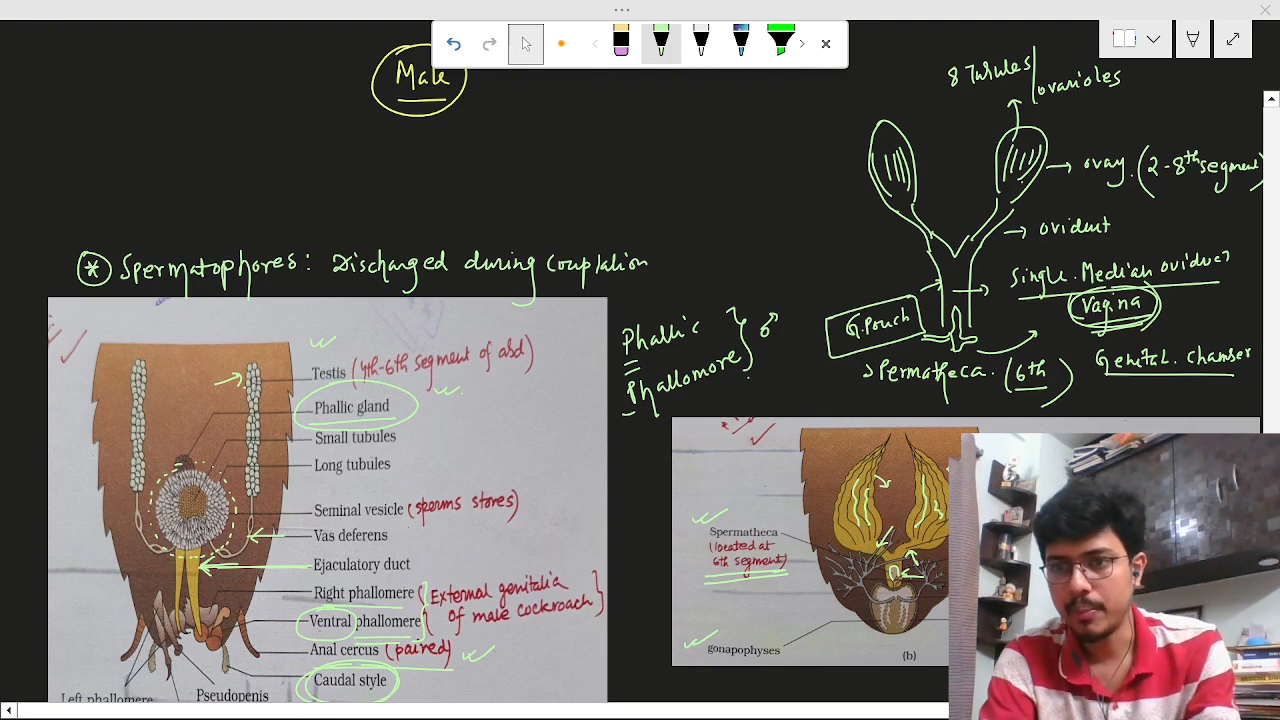 Male
8 Tubules/ovarioles
ovary. (2-8th segment)
oviduct
Single. Median oviduct
Vagina
G. Pouch
Spermatheca. (6th)
Genital. chamber
* Spermatophores: Discharged during couplation
Phallic
Phallomore
Testis (4th-6th segment of abd)
Phallic gland
Small tubules
Long tubules
Seminal vesicle (sperms stores)
Vas deferens
Ejaculatory duct
Right phallomere
Ventral phallomere
External genitalia
of male cockroach
Anal cercus (paired)
Caudal style
Left phallomere
Pseudopenis
Spermatheca
(located at
6th segment)
gonapophyses
(b)